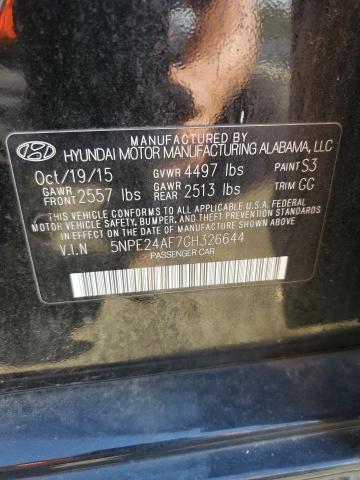 MANUFACTURED BY
HYUNDAI MOTOR MANUFACTURING ALABAMA, LLC
Oct/19/15 GVWR 4497 lbs PAINT S3
GAWR FRONT 2557 lbs GAWR REAR 2513 lbs TRIM GG
THIS VEHICLE CONFORMS TO ALL APPLICABLE U.S.A. FEDERAL
MOTOR VEHICLE SAFETY, BUMPER, AND THEFT PREVENTION STANDARDS
IN EFFECT ON THE DATE OF MANUFACTURE SHOWN ABOVE.
V.I.N 5NPE24AF7GH326644
PASSENGER CAR